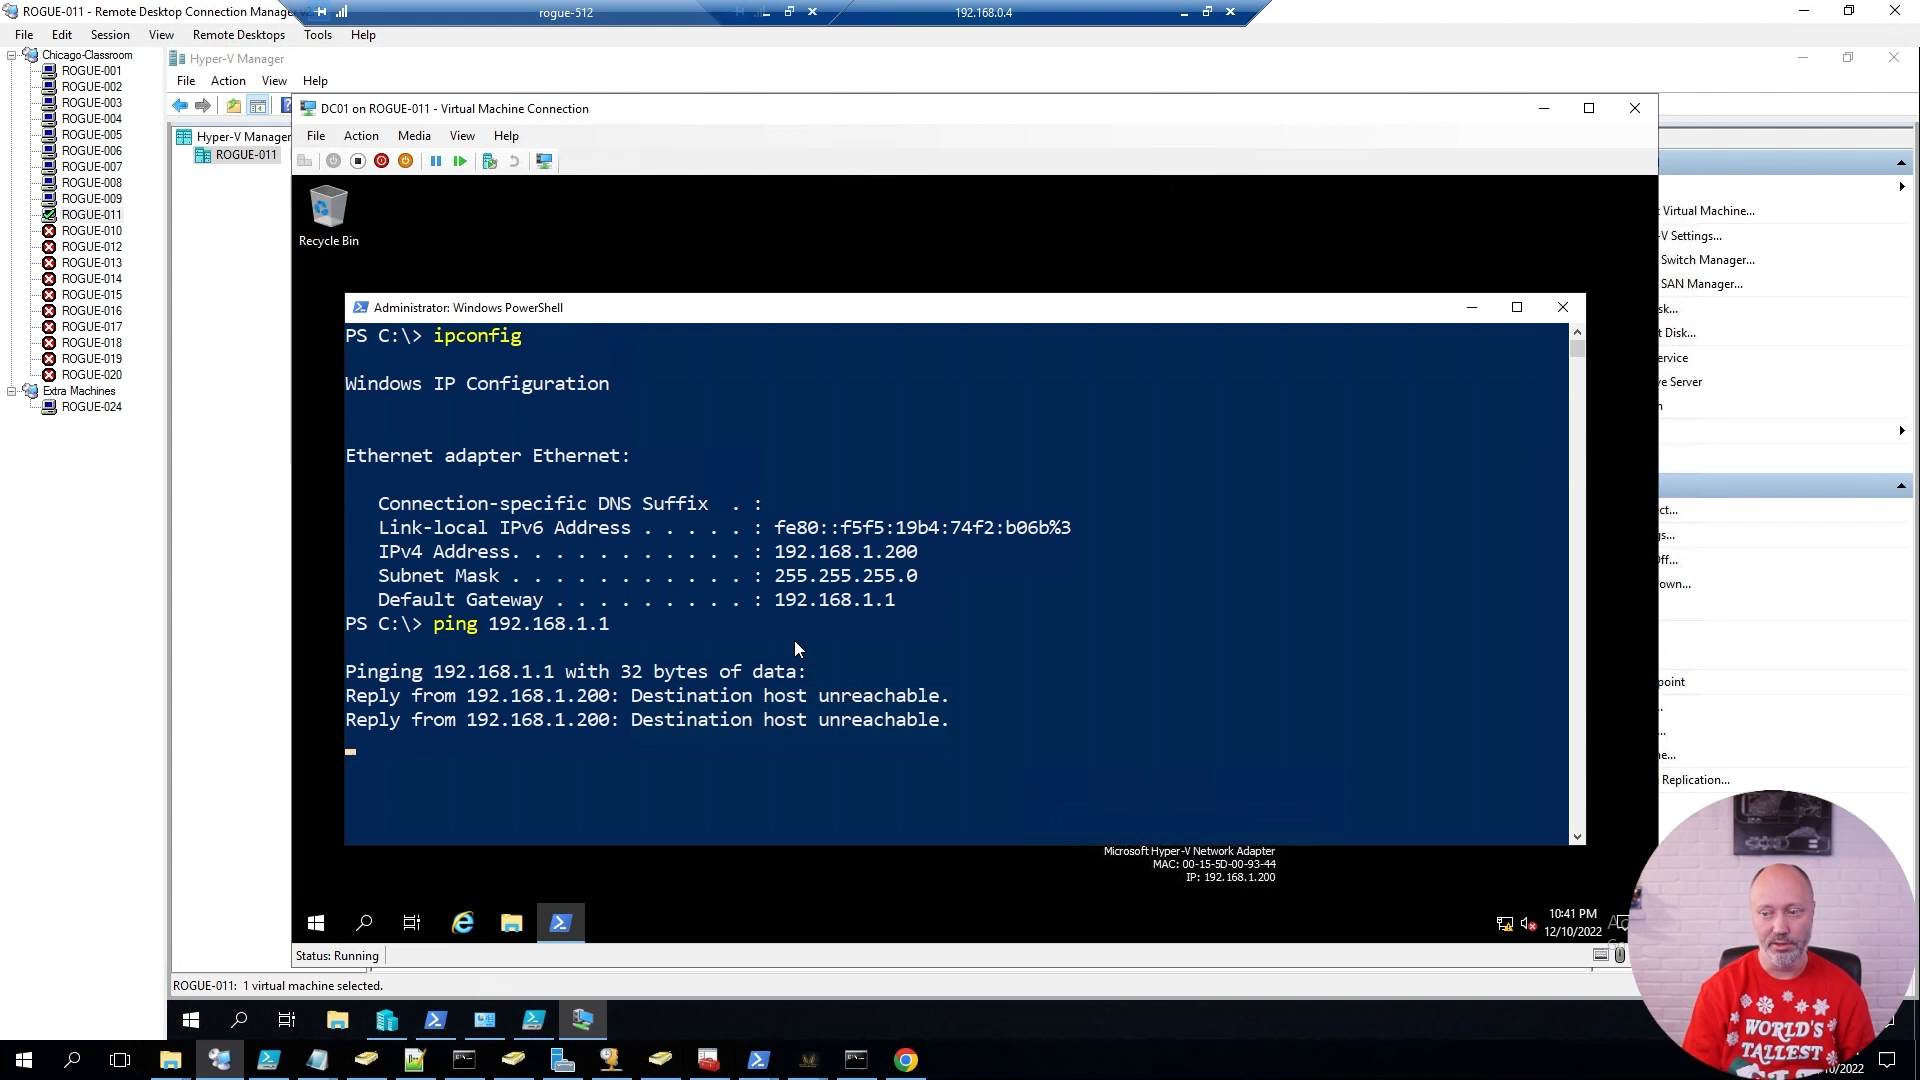 ROGUE-011 - Remote Desktop Connection Manager
rogue-512
192.168.0.4
File Edit Session View Remote Desktops Tools Help
Chicago-Classroom
ROGUE-001
ROGUE-002
ROGUE-003
ROGUE-004
ROGUE-005
ROGUE-006
ROGUE-007
ROGUE-008
ROGUE-009
ROGUE-011
ROGUE-010
ROGUE-012
ROGUE-013
ROGUE-014
ROGUE-015
ROGUE-016
ROGUE-017
ROGUE-018
ROGUE-019
ROGUE-020
Extra Machines
ROGUE-024
Hyper-V Manager
File Action View Help
Hyper-V Manager
ROGUE-011
DC01 on ROGUE-011 - Virtual Machine Connection
File Action Media View Help
Recycle Bin
Administrator: Windows PowerShell
PS C:\> ipconfig
Windows IP Configuration
Ethernet adapter Ethernet:
Connection-specific DNS Suffix . :
Link-local IPv6 Address . . . . . : fe80::f5f5:19b4:74f2:b06b%3
IPv4 Address. . . . . . . . . . . : 192.168.1.200
Subnet Mask . . . . . . . . . . . : 255.255.255.0
Default Gateway . . . . . . . . . : 192.168.1.1
PS C:\> ping 192.168.1.1
Pinging 192.168.1.1 with 32 bytes of data:
Reply from 192.168.1.200: Destination host unreachable.
Reply from 192.168.1.200: Destination host unreachable.
Microsoft Hyper-V Network Adapter
MAC: 00-15-5D-00-93-44
IP: 192.168.1.200
10:41 PM
12/10/2022
Status: Running
ROGUE-011: 1 virtual machine selected.
Virtual Machine...
-V Settings...
Switch Manager...
SAN Manager...
sk...
t Disk...
ervice
ve Server
n
ct...
gs...
Off...
own...
point
ne...
Replication...
WORLD'S
TALLEST
/10/2022